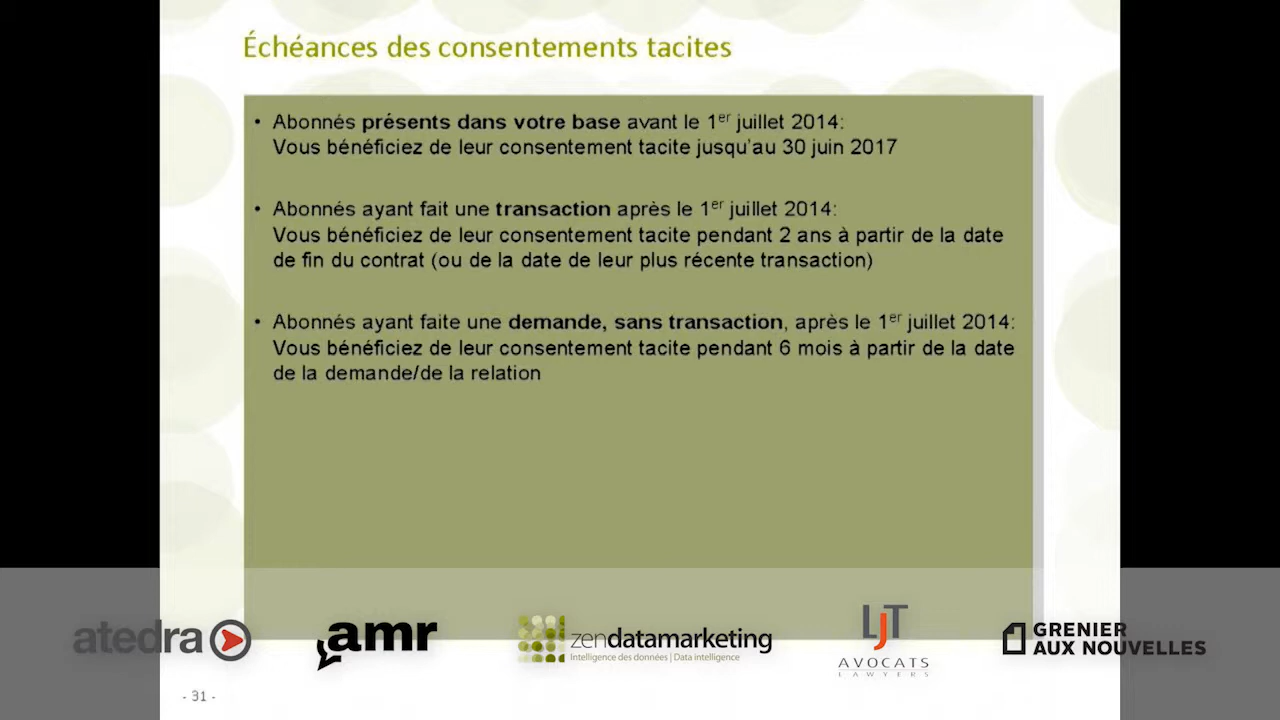 Échéances des consentements tacites
• Abonnés présents dans votre base avant le 1er juillet 2014:
Vous bénéficiez de leur consentement tacite jusqu'au 30 juin 2017
• Abonnés ayant fait une transaction après le 1er juillet 2014:
Vous bénéficiez de leur consentement tacite pendant 2 ans à partir de la date
de fin du contrat (ou de la date de leur plus récente transaction)
• Abonnés ayant faite une demande, sans transaction, après le 1er juillet 2014:
Vous bénéficiez de leur consentement tacite pendant 6 mois à partir de la date
de la demande/de la relation
atedra
amr
zendatamarketing
Intelligence des données | Data intelligence
LJT
AVOCATS
LAWYERS
GRENIER
AUX NOUVELLES
- 31 -